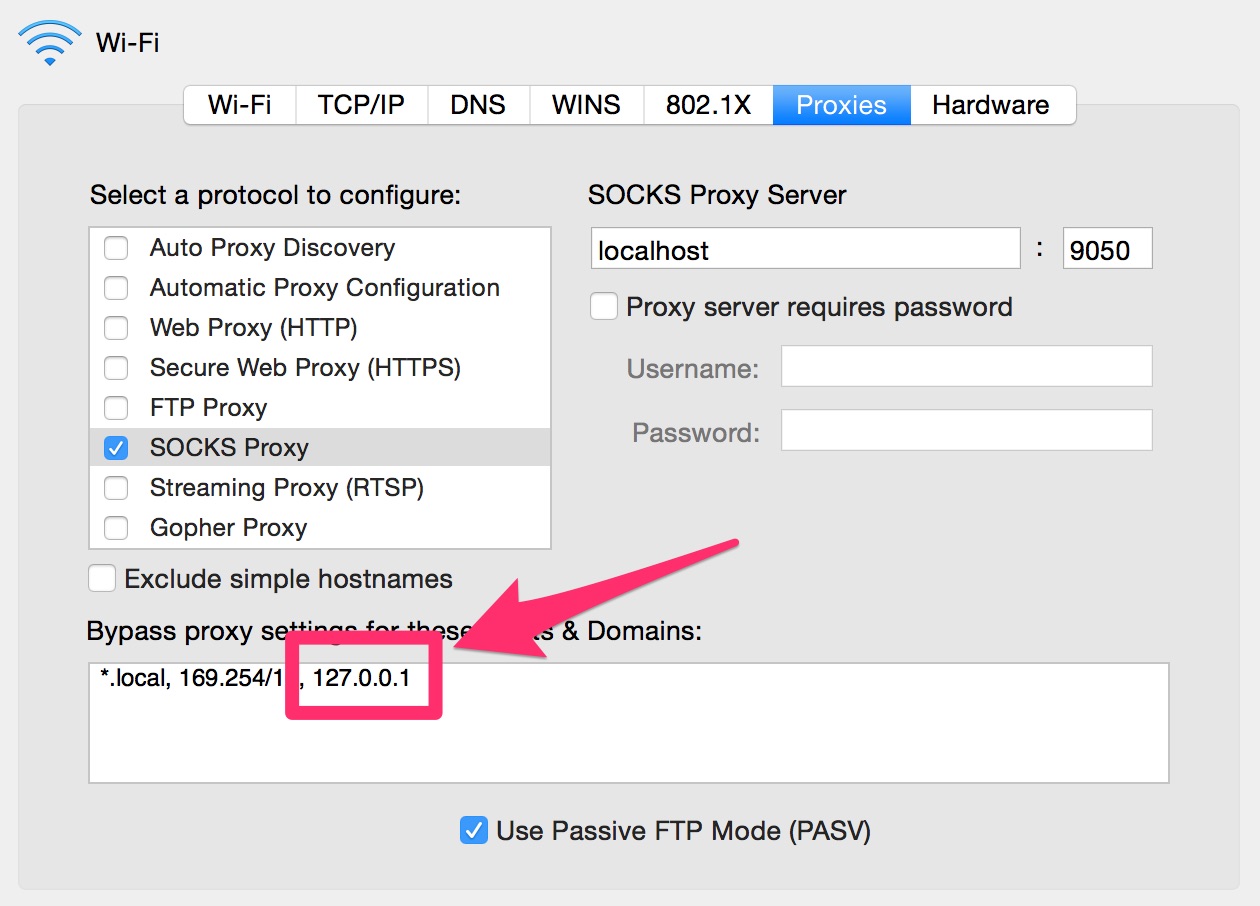 Wi-Fi
Wi-Fi TCP/IP DNS WINS 802.1X Proxies Hardware
Select a protocol to configure:
Auto Proxy Discovery
Automatic Proxy Configuration
Web Proxy (HTTP)
Secure Web Proxy (HTTPS)
FTP Proxy
SOCKS Proxy
Streaming Proxy (RTSP)
Gopher Proxy
SOCKS Proxy Server
localhost : 9050
Proxy server requires password
Username:
Password:
Exclude simple hostnames
Bypass proxy settings for these & Domains:
*.local, 169.254/1 , 127.0.0.1
Use Passive FTP Mode (PASV)